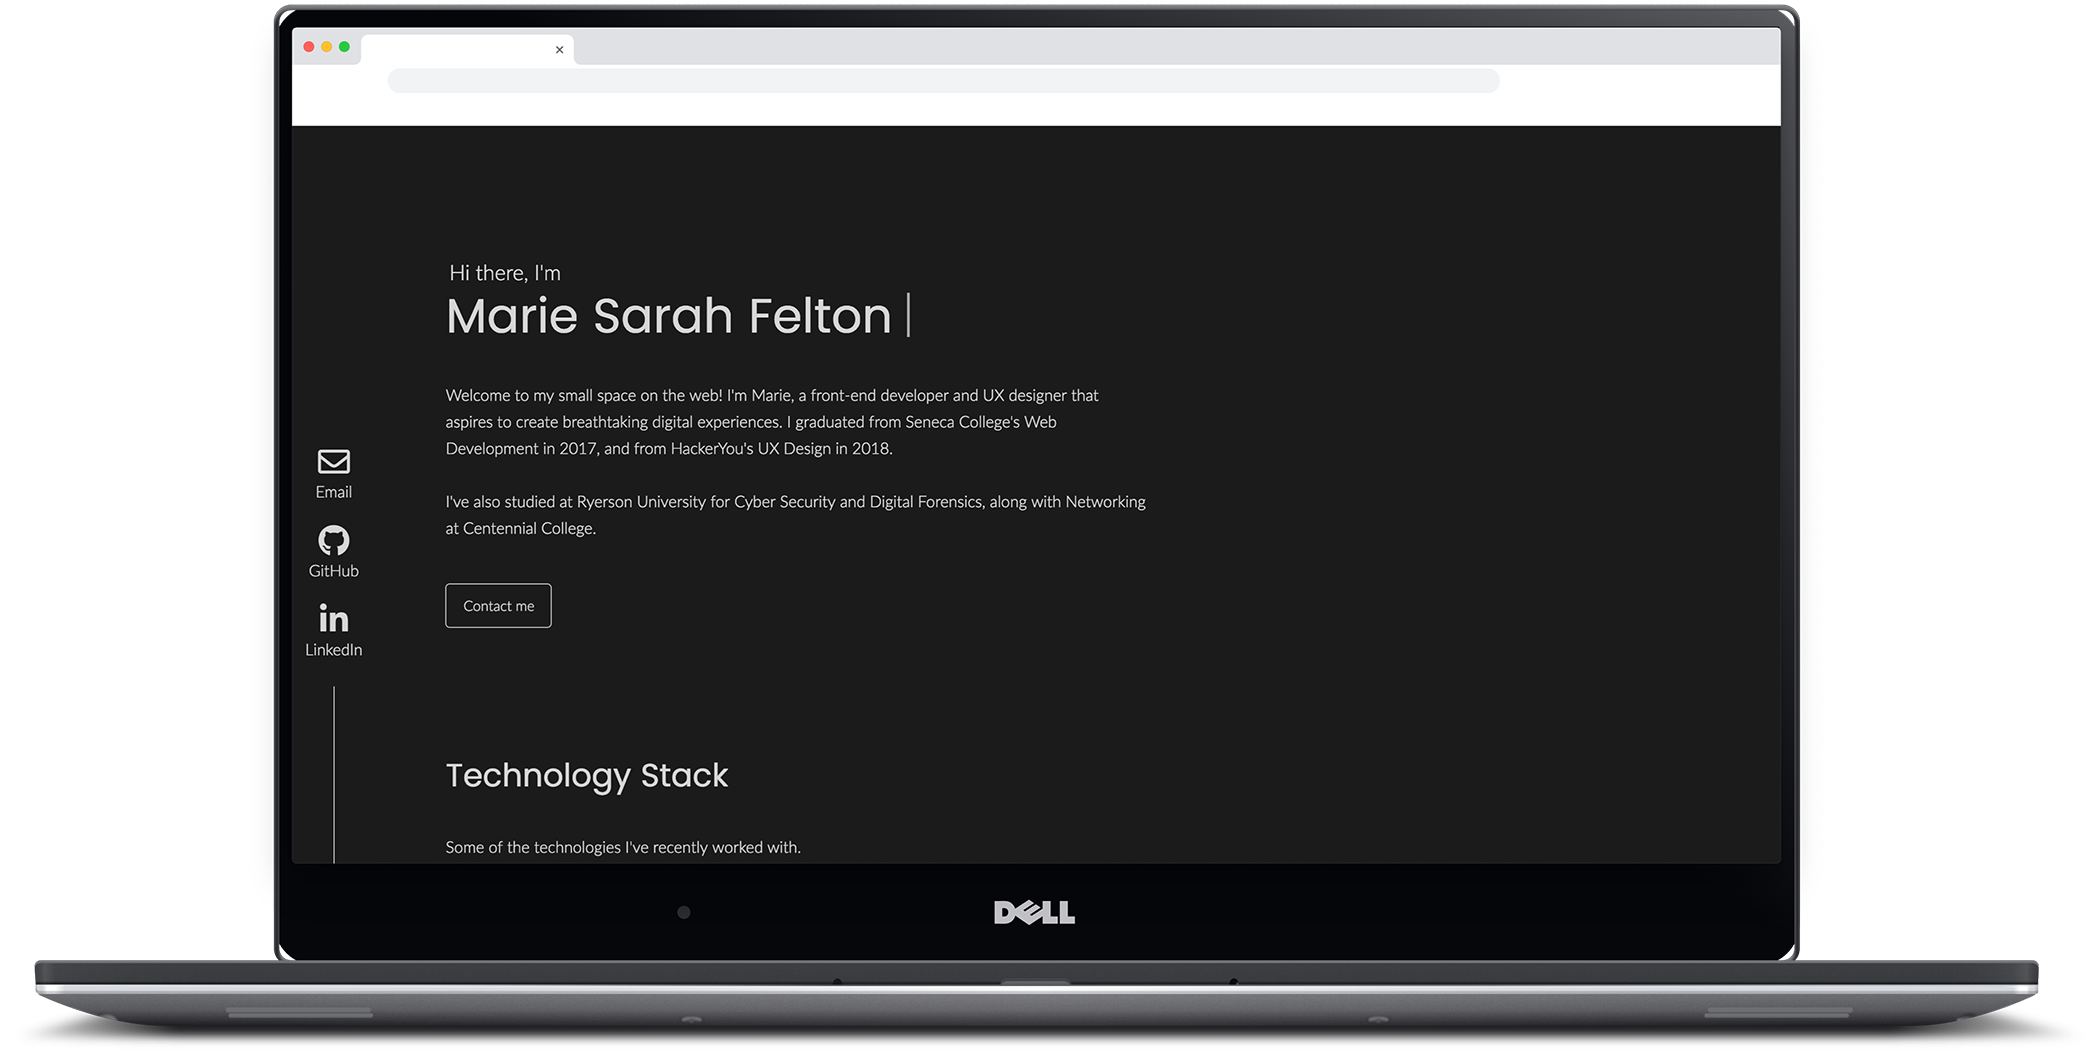 Hi there, I'm
Marie Sarah Felton
Welcome to my small space on the web! I'm Marie, a front-end developer and UX designer that
aspires to create breathtaking digital experiences. I graduated from Seneca College's Web
Development in 2017, and from HackerYou's UX Design in 2018.
I've also studied at Ryerson University for Cyber Security and Digital Forensics, along with Networking
at Centennial College.
Contact me
Email
GitHub
in
LinkedIn
Technology Stack
Some of the technologies I've recently worked with.
DELL